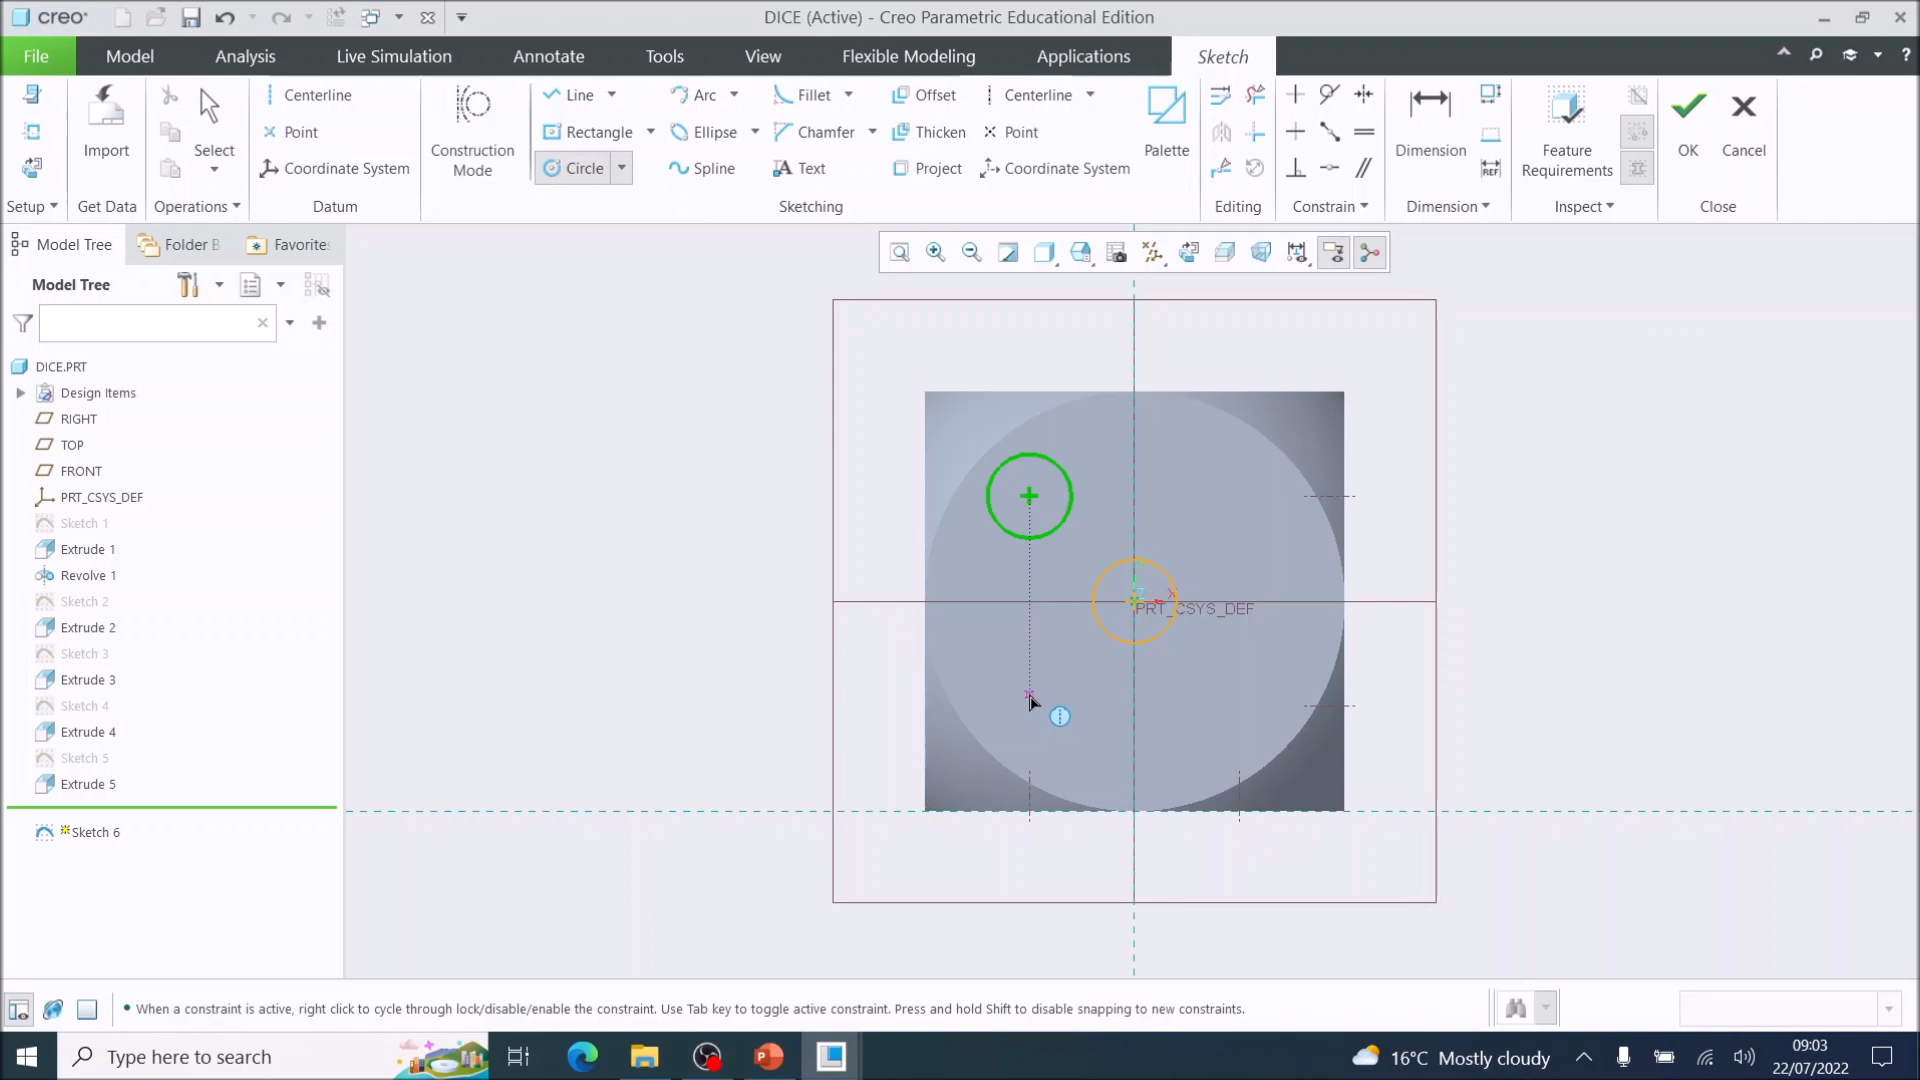 creo®
DICE (Active) - Creo Parametric Educational Edition
File
Model
Analysis
Live Simulation
Annotate
Tools
View
Flexible Modeling
Applications
Sketch
Import
Select
Centerline
Point
Coordinate System
Construction
Mode
Line
Rectangle
Circle
Arc
Ellipse
Spline
Fillet
Chamfer
Text
Offset
Thicken
Project
Centerline
Point
Coordinate System
Palette
Dimension
REF
Feature
Requirements
OK
Cancel
Setup
Get Data
Operations
Datum
Sketching
Editing
Constrain
Dimension
Inspect
Close
Model Tree
Folder B
Favorites
Model Tree
DICE.PRT
Design Items
RIGHT
TOP
FRONT
PRT_CSYS_DEF
Sketch 1
Extrude 1
Revolve 1
Sketch 2
Extrude 2
Sketch 3
Extrude 3
Sketch 4
Extrude 4
Sketch 5
Extrude 5
Sketch 6
X
PRT_CSYS_DEF
• When a constraint is active, right click to cycle through lock/disable/enable the constraint. Use Tab key to toggle active constraint. Press and hold Shift to disable snapping to new constraints.
Type here to search
16°C Mostly cloudy
09:03
22/07/2022